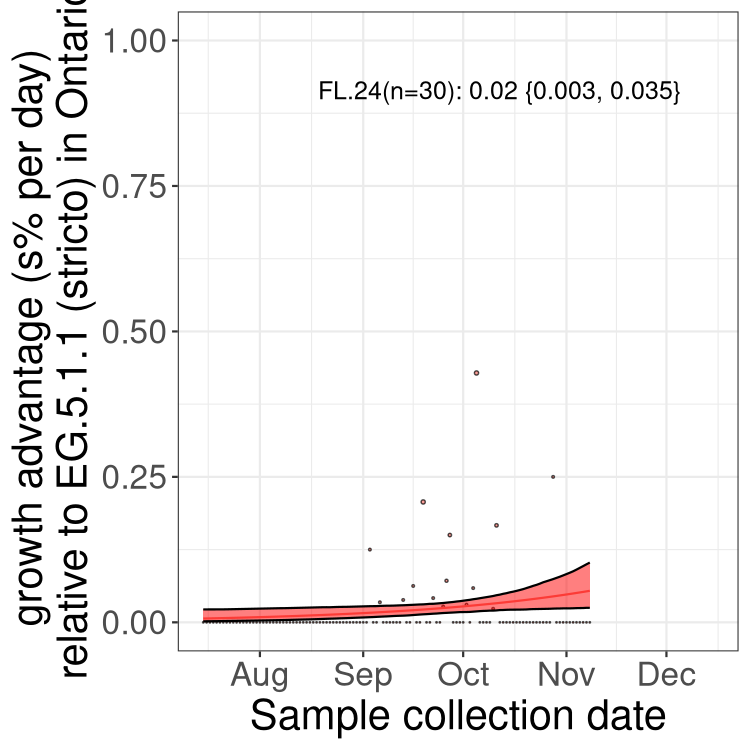 growth advantage (s% per day)
relative to EG.5.1.1 (stricto) in Ontario
1.00
FL.24(n=30): 0.02 {0.003, 0.035}
0.75
0.50
0.25
0.00
Aug Sep Oct Nov Dec
Sample collection date